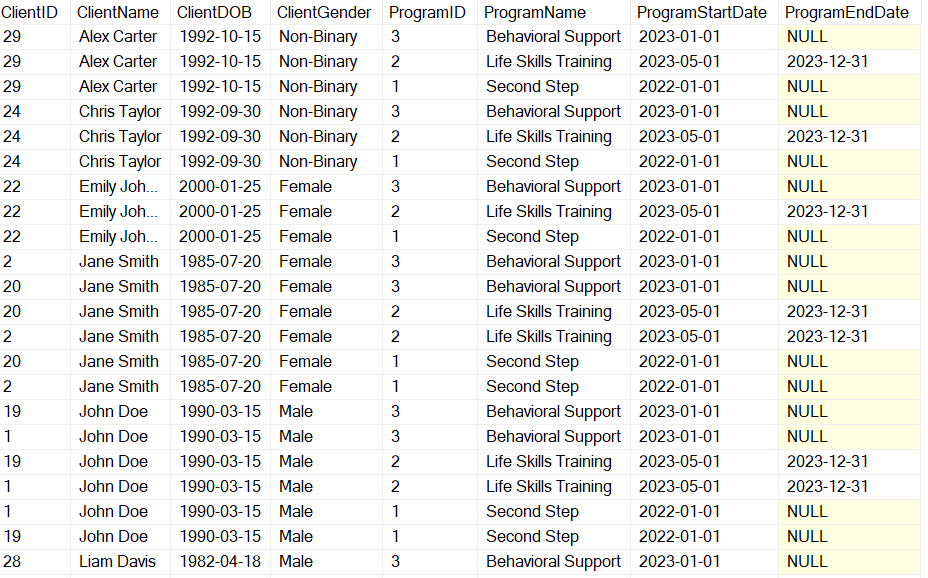 ClientID ClientName ClientDOB ClientGender ProgramID ProgramName ProgramStartDate ProgramEndDate
29 Alex Carter 1992-10-15 Non-Binary 3 Behavioral Support 2023-01-01 NULL
29 Alex Carter 1992-10-15 Non-Binary 2 Life Skills Training 2023-05-01 2023-12-31
29 Alex Carter 1992-10-15 Non-Binary 1 Second Step 2022-01-01 NULL
24 Chris Taylor 1992-09-30 Non-Binary 3 Behavioral Support 2023-01-01 NULL
24 Chris Taylor 1992-09-30 Non-Binary 2 Life Skills Training 2023-05-01 2023-12-31
24 Chris Taylor 1992-09-30 Non-Binary 1 Second Step 2022-01-01 NULL
22 Emily Joh... 2000-01-25 Female 3 Behavioral Support 2023-01-01 NULL
22 Emily Joh... 2000-01-25 Female 2 Life Skills Training 2023-05-01 2023-12-31
22 Emily Joh... 2000-01-25 Female 1 Second Step 2022-01-01 NULL
2 Jane Smith 1985-07-20 Female 3 Behavioral Support 2023-01-01 NULL
20 Jane Smith 1985-07-20 Female 3 Behavioral Support 2023-01-01 NULL
20 Jane Smith 1985-07-20 Female 2 Life Skills Training 2023-05-01 2023-12-31
2 Jane Smith 1985-07-20 Female 2 Life Skills Training 2023-05-01 2023-12-31
20 Jane Smith 1985-07-20 Female 1 Second Step 2022-01-01 NULL
2 Jane Smith 1985-07-20 Female 1 Second Step 2022-01-01 NULL
19 John Doe 1990-03-15 Male 3 Behavioral Support 2023-01-01 NULL
1 John Doe 1990-03-15 Male 3 Behavioral Support 2023-01-01 NULL
19 John Doe 1990-03-15 Male 2 Life Skills Training 2023-05-01 2023-12-31
1 John Doe 1990-03-15 Male 2 Life Skills Training 2023-05-01 2023-12-31
1 John Doe 1990-03-15 Male 1 Second Step 2022-01-01 NULL
19 John Doe 1990-03-15 Male 1 Second Step 2022-01-01 NULL
28 Liam Davis 1982-04-18 Male 3 Behavioral Support 2023-01-01 NULL